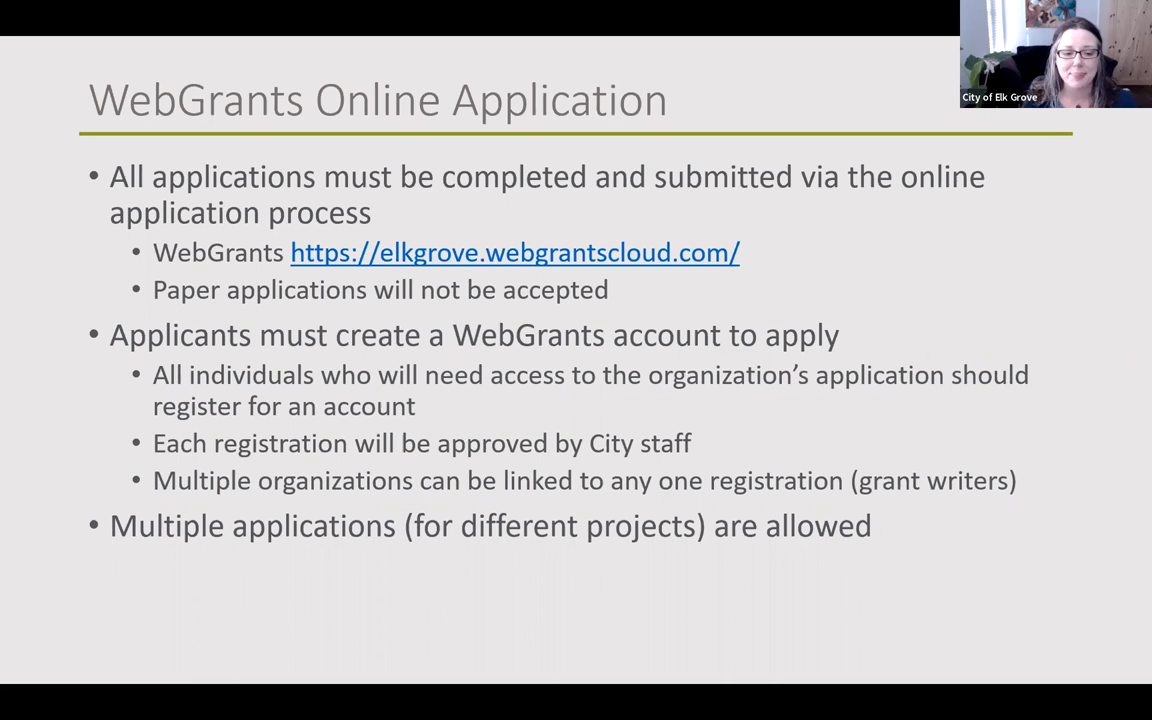 WebGrants Online Application
City of Elk Grove
• All applications must be completed and submitted via the online
application process
• WebGrants https://elkgrove.webgrantscloud.com/
• Paper applications will not be accepted
• Applicants must create a WebGrants account to apply
• All individuals who will need access to the organization’s application should
register for an account
• Each registration will be approved by City staff
• Multiple organizations can be linked to any one registration (grant writers)
• Multiple applications (for different projects) are allowed